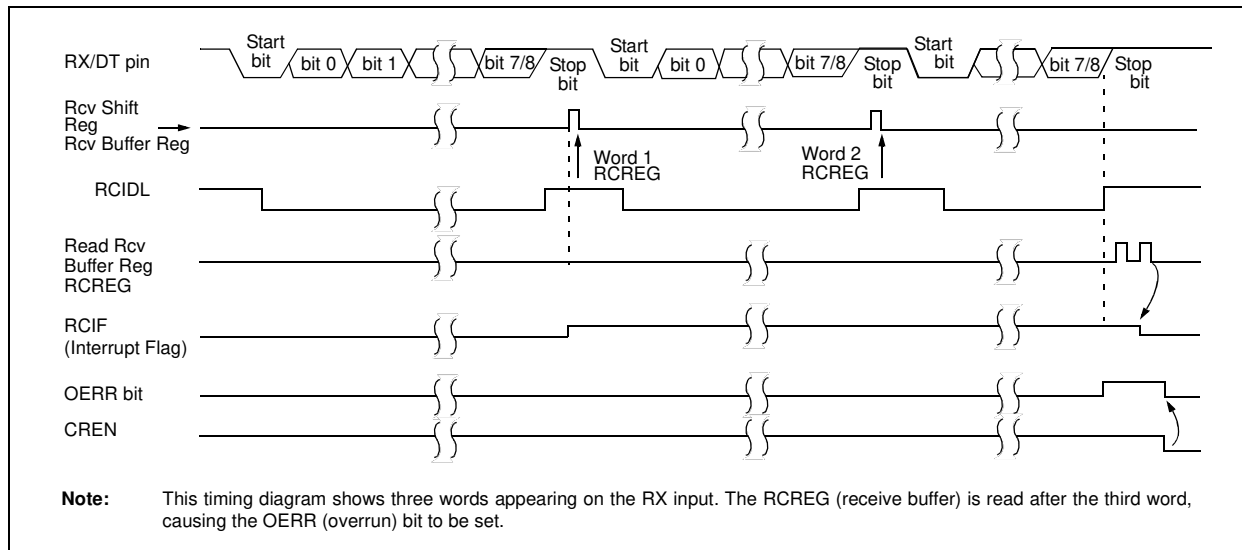 Start bit
bit 0
bit 1
bit 7/8
Stop bit
Start bit
bit 0
bit 7/8
Stop bit
Start bit
bit 7/8
Stop bit
RX/DT pin
Rcv Shift
Reg
Rcv Buffer Reg
Word 1
RCREG
Word 2
RCREG
RCIDL
Read Rcv
Buffer Reg
RCREG
RCIF
(Interrupt Flag)
OERR bit
CREN
Note: This timing diagram shows three words appearing on the RX input. The RCREG (receive buffer) is read after the third word,
causing the OERR (overrun) bit to be set.